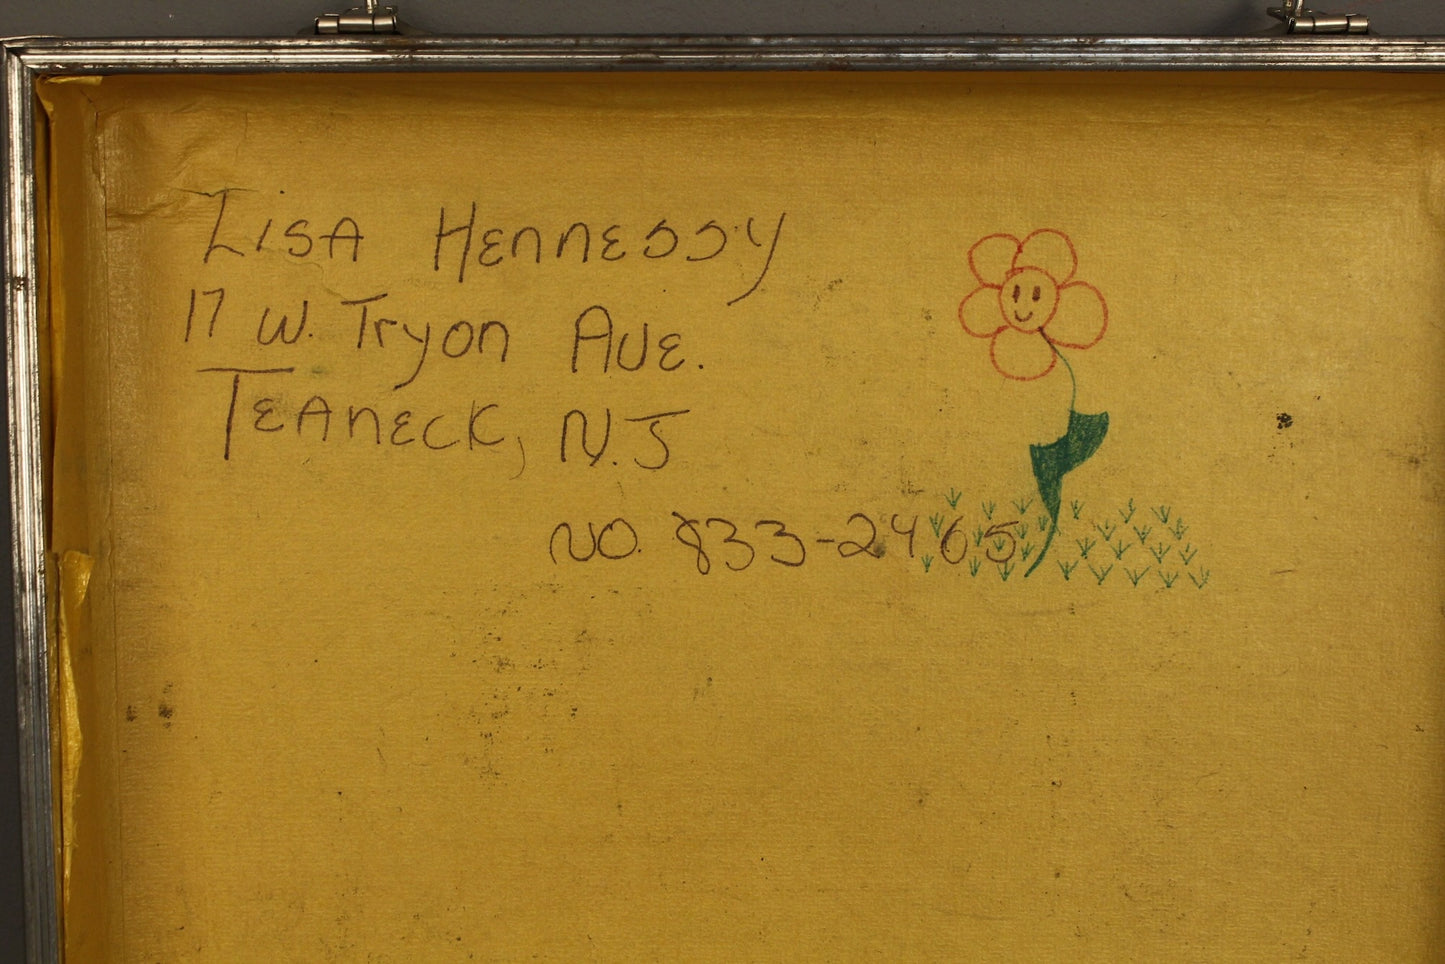 Lisa Hennessy
17 W. Tryon Ave.
Teaneck, N.J
NO. 833-2465